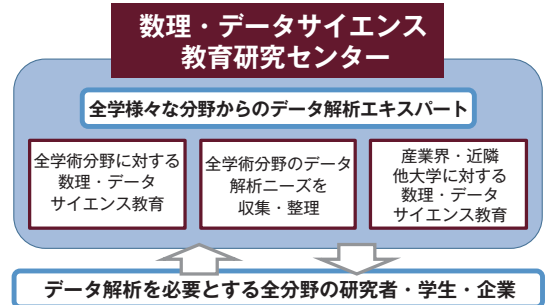 数理・データサイエンス
教育研究センター
全学様々な分野からのデータ解析エキスパート
全学術分野に対する
数理・データ
サイエンス教育
全学術分野のデータ
解析ニーズを
収集・整理
産業界・近隣
他大学に対する
数理・データ
サイエンス教育
データ解析を必要とする全分野の研究者・学生・企業